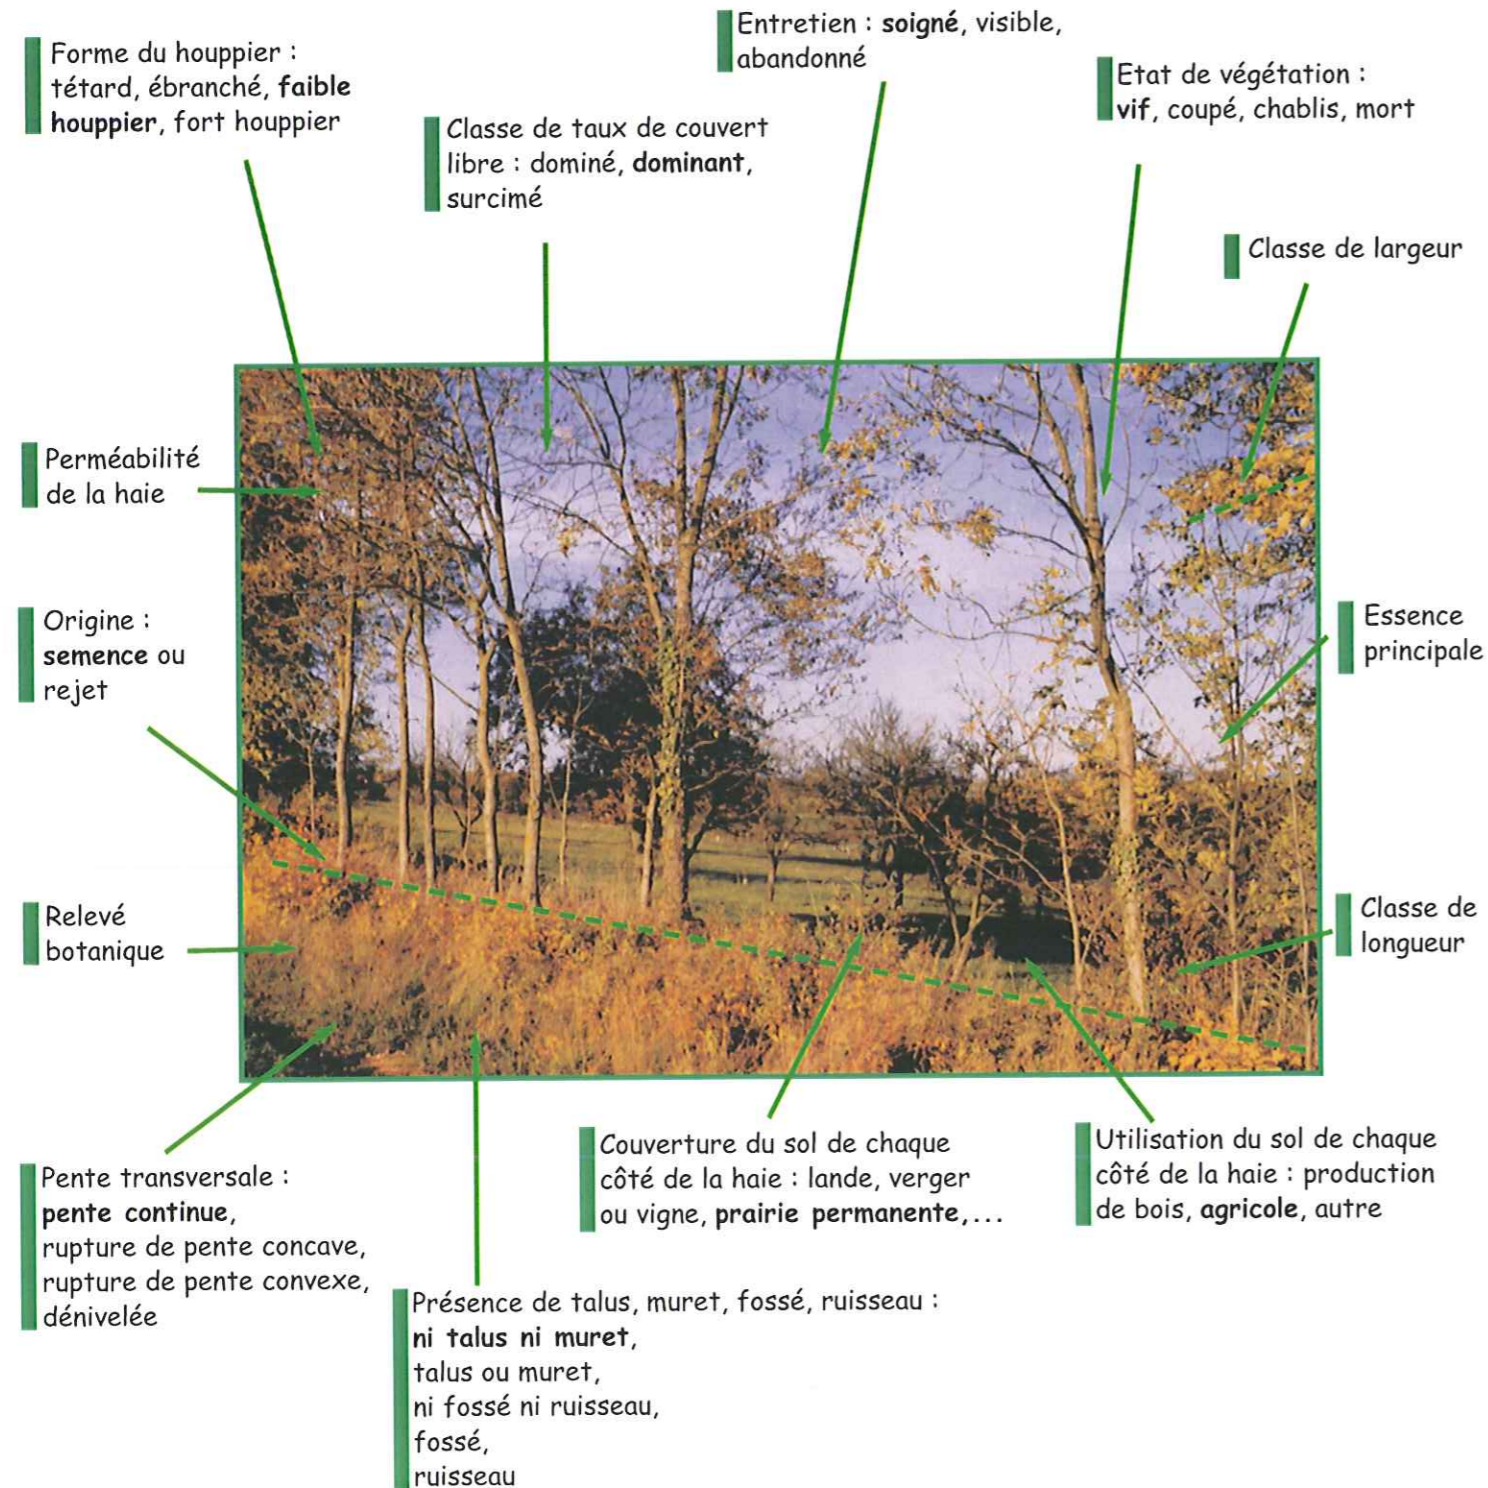 Entretien : soigné, visible,
abandonné
Forme du houppier :
tétard, ébranché, faible
houppier, fort houppier
Etat de végétation :
vif, coupé, chablis, mort
Classe de taux de couvert
libre : dominé, dominant,
surcimé
Classe de largeur
Perméabilité
de la haie
Origine :
semence ou
rejet
Essence
principale
Relevé
botanique
Classe de
longueur
Pente transversale :
pente continue,
rupture de pente concave,
rupture de pente convexe,
dénivelée
Couverture du sol de chaque
côté de la haie : lande, verger
ou vigne, prairie permanente,...
Utilisation du sol de chaque
côté de la haie : production
de bois, agricole, autre
Présence de talus, muret, fossé, ruisseau :
ni talus ni muret,
talus ou muret,
ni fossé ni ruisseau,
fossé,
ruisseau